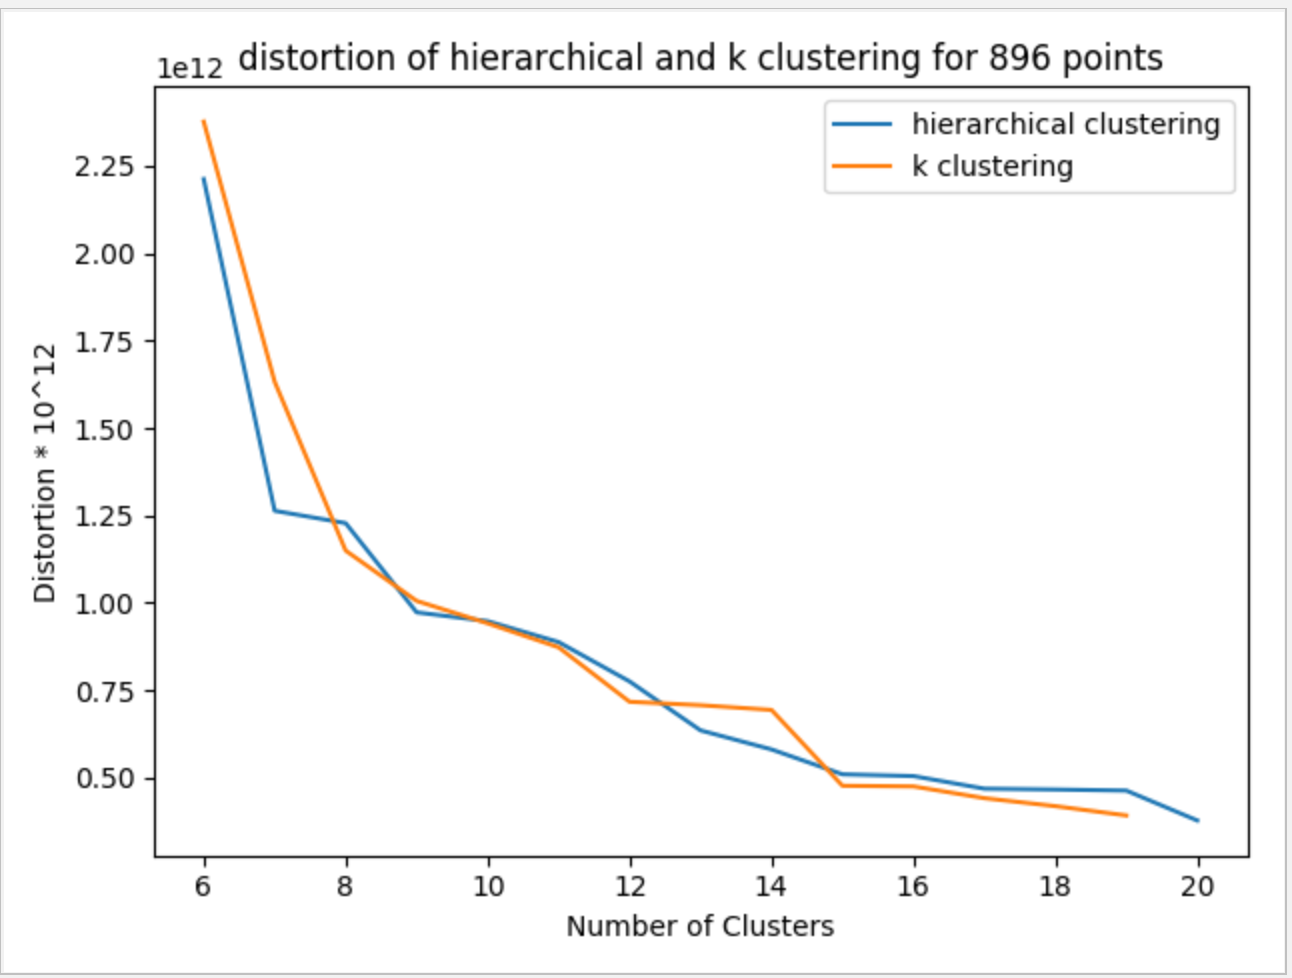 distortion of hierarchical and k clustering for 896 points
1e12
hierarchical clustering
k clustering
2.25
2.00
1.75
1.50
1.25
1.00
0.75
0.50
Distortion * 10^12
6 8 10 12 14 16 18 20
Number of Clusters